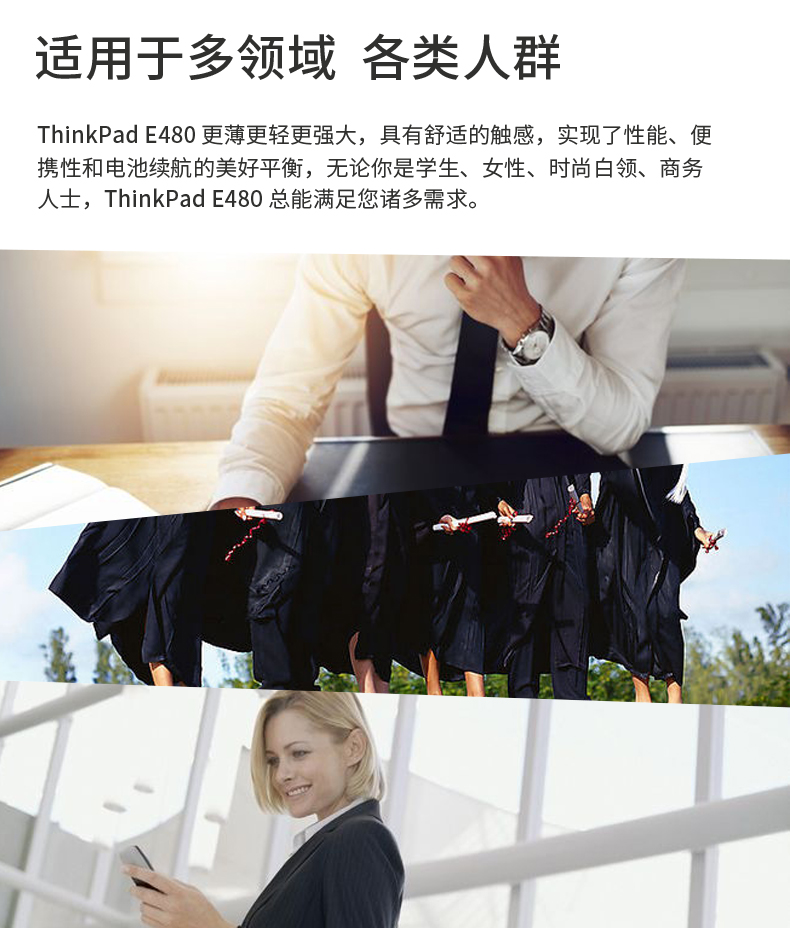 适用于多领域 各类人群
ThinkPad E480 更薄更轻更强大，具有舒适的触感，实现了性能、便
携性和电池续航的美好平衡，无论你是学生、女性、时尚白领、商务
人士，ThinkPad E480 总能满足您诸多需求。